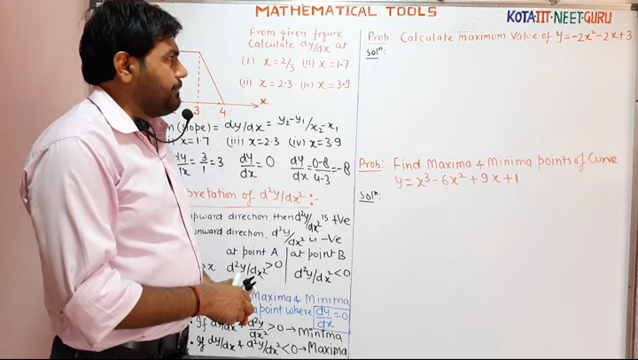 MATHEMATICAL TOOLS
KOTA IIT-NEET GURU
From given figure
Calculate dy/dx at
(i) x=2/3 (ii) x=1.7
(iii) x=2.3 (iv) x=3.9
3 4 x
(slope) = dy/dx = y₂-y₁/x₂-x₁
x=1.7 (iii) x=2.3 (iv) x=3.9
= 3/1 = 3 dy/dx = 0 dy/dx = 0-8/4-3 = -8
of d²y/dx² :-
upward direction then d²y/dx² is +ve
direction, d²y/dx² is -ve
at point A at point B
d²y/dx² >0 d²y/dx² <0
Maxima & Minima
point where dy/dx = 0
If dy/dx & d²y/dx² >0 → minima
If dy/dx & d²y/dx² <0 → Maxima
Prob: Calculate maximum value of y=-2x²-2x+3
Solⁿ:
Prob: Find Maxima & Minima points of Curve
y = x³-6x²+9x+1
Solⁿ: